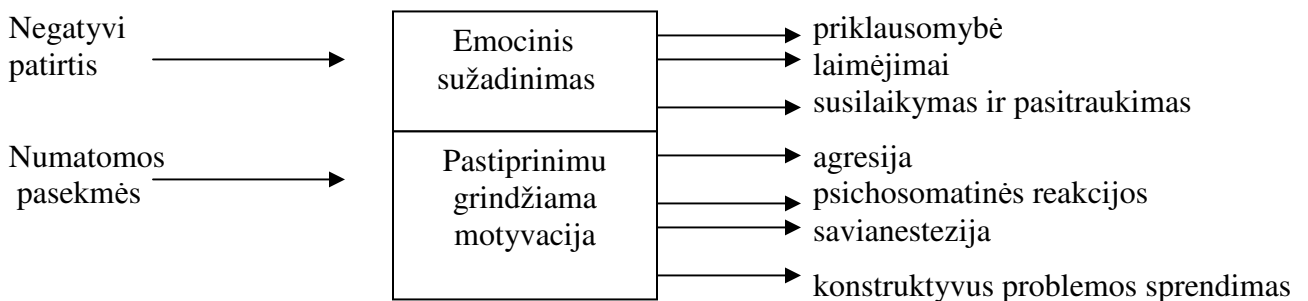 Negatyvi
patirtis
Numatomos
pasekmės
Emocinis
sužadinimas
Pastiprinimu
grindžiama
motyvacija
priklausomybė
laimėjimai
susilaikymas ir pasitraukimas
agresija
psichosomatinės reakcijos
savianestezija
konstruktyvus problemos sprendimas